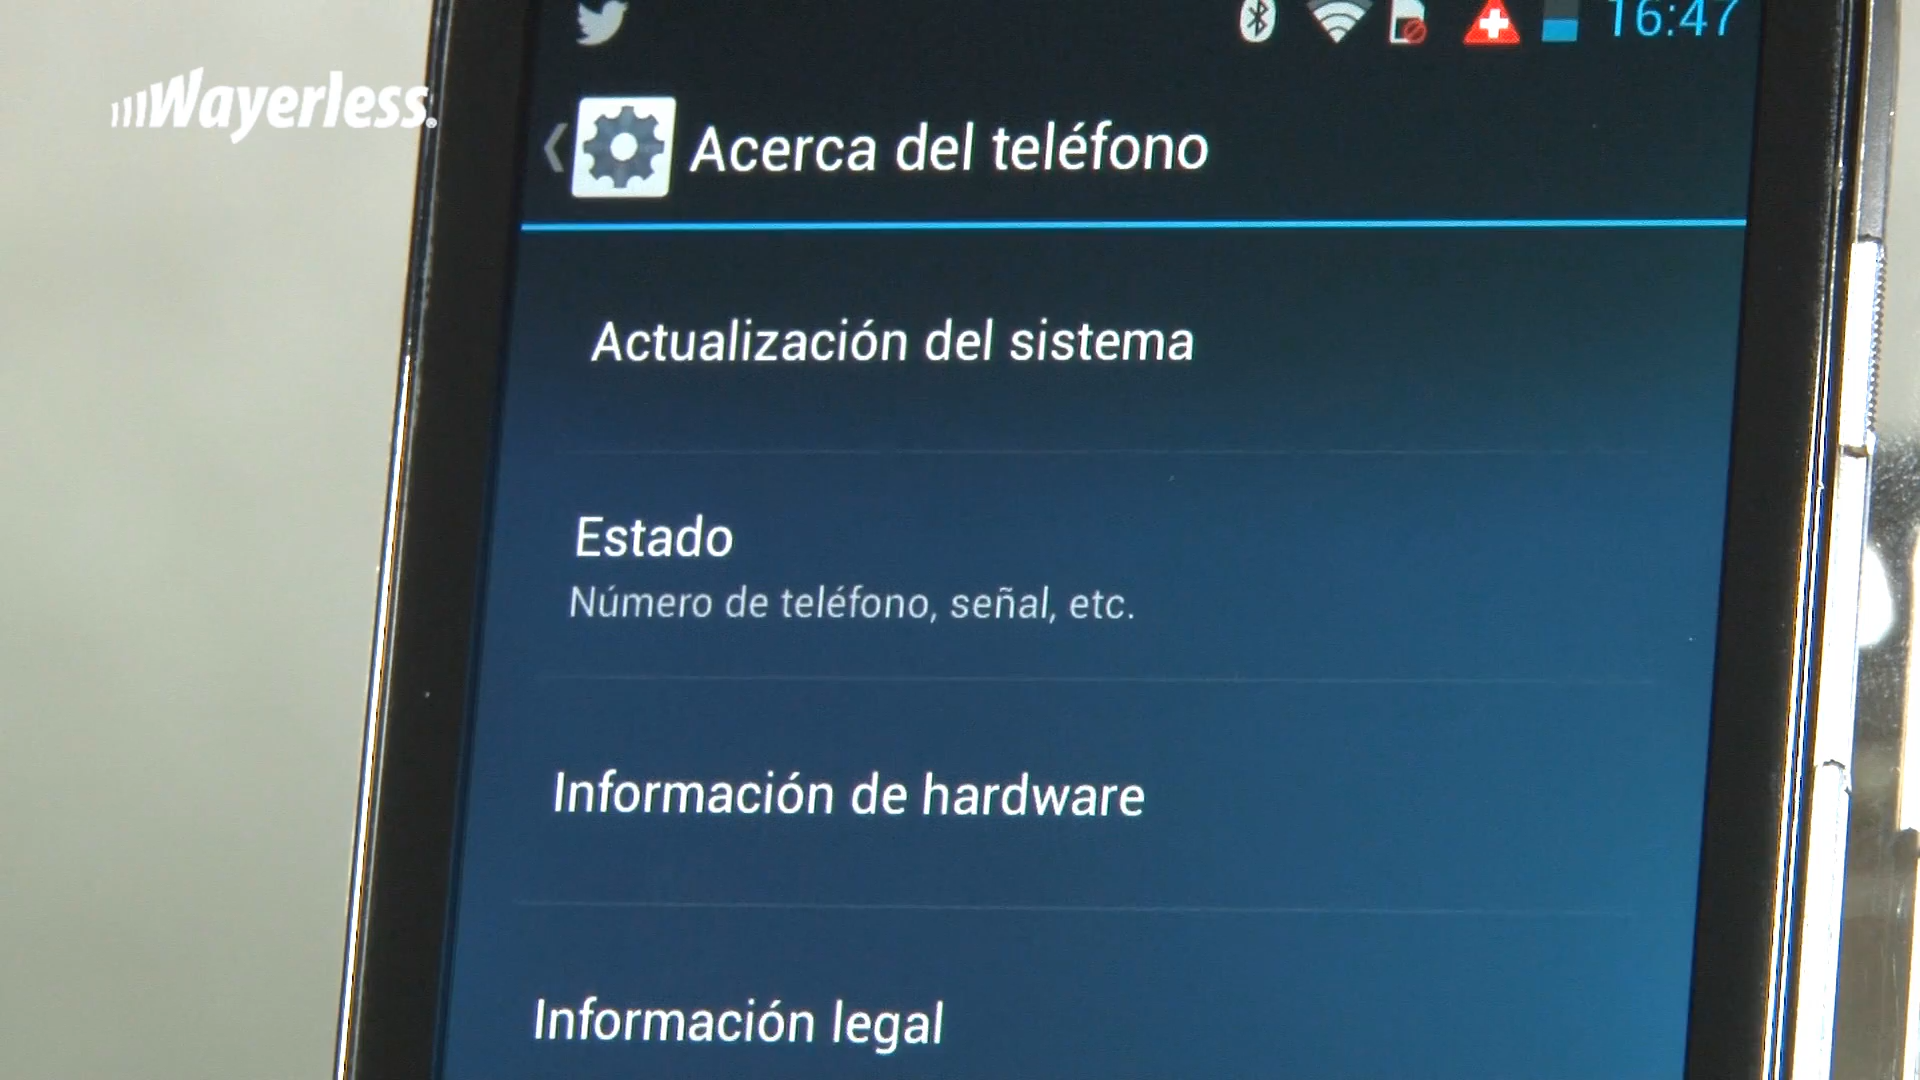 16:47
Wayerless
Acerca del teléfono
Actualización del sistema
Estado
Número de teléfono, señal, etc.
Información de hardware
Información legal